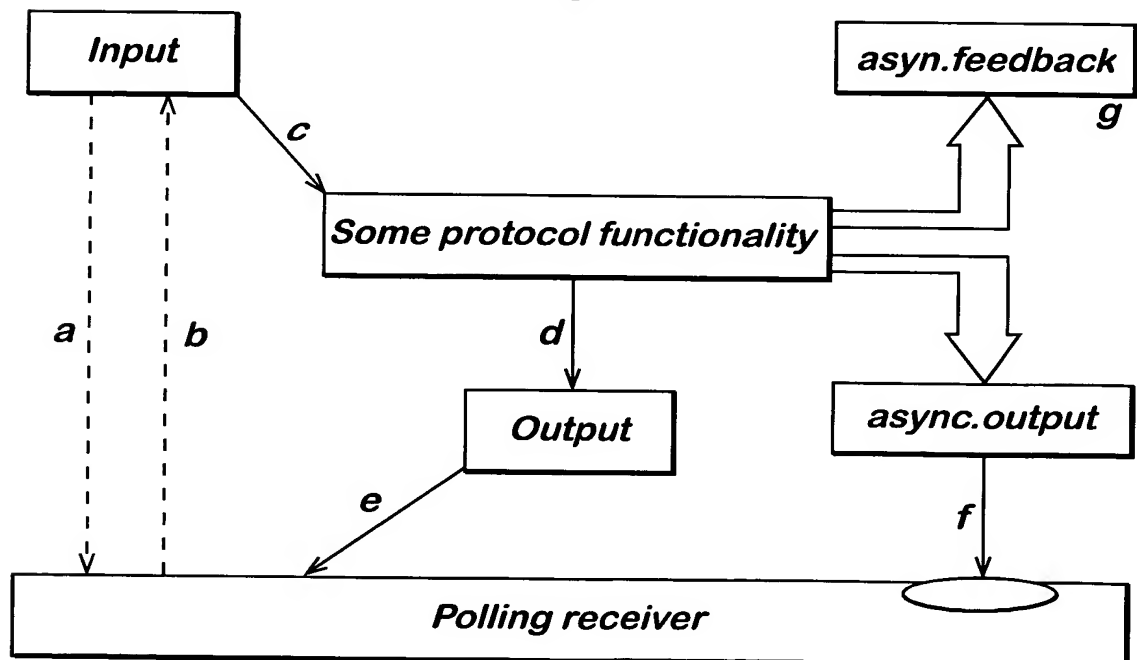 Input
asyn.feedback
g
c
Some protocol functionality
a
b
d
Output
async.output
e
f
Polling receiver